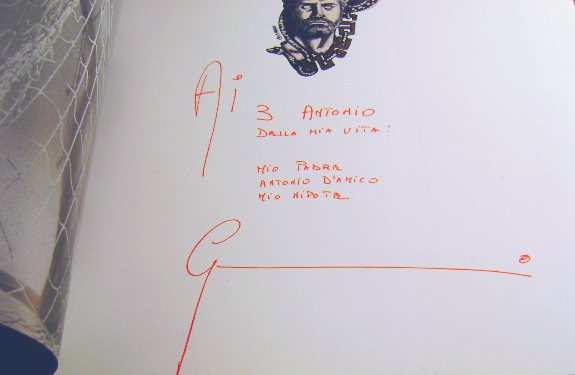 Ai
3 ANTONIO
DELLA MIA VITA:
MIO PADRE
ANTONIO D'AMICO
MIO NIPOTE